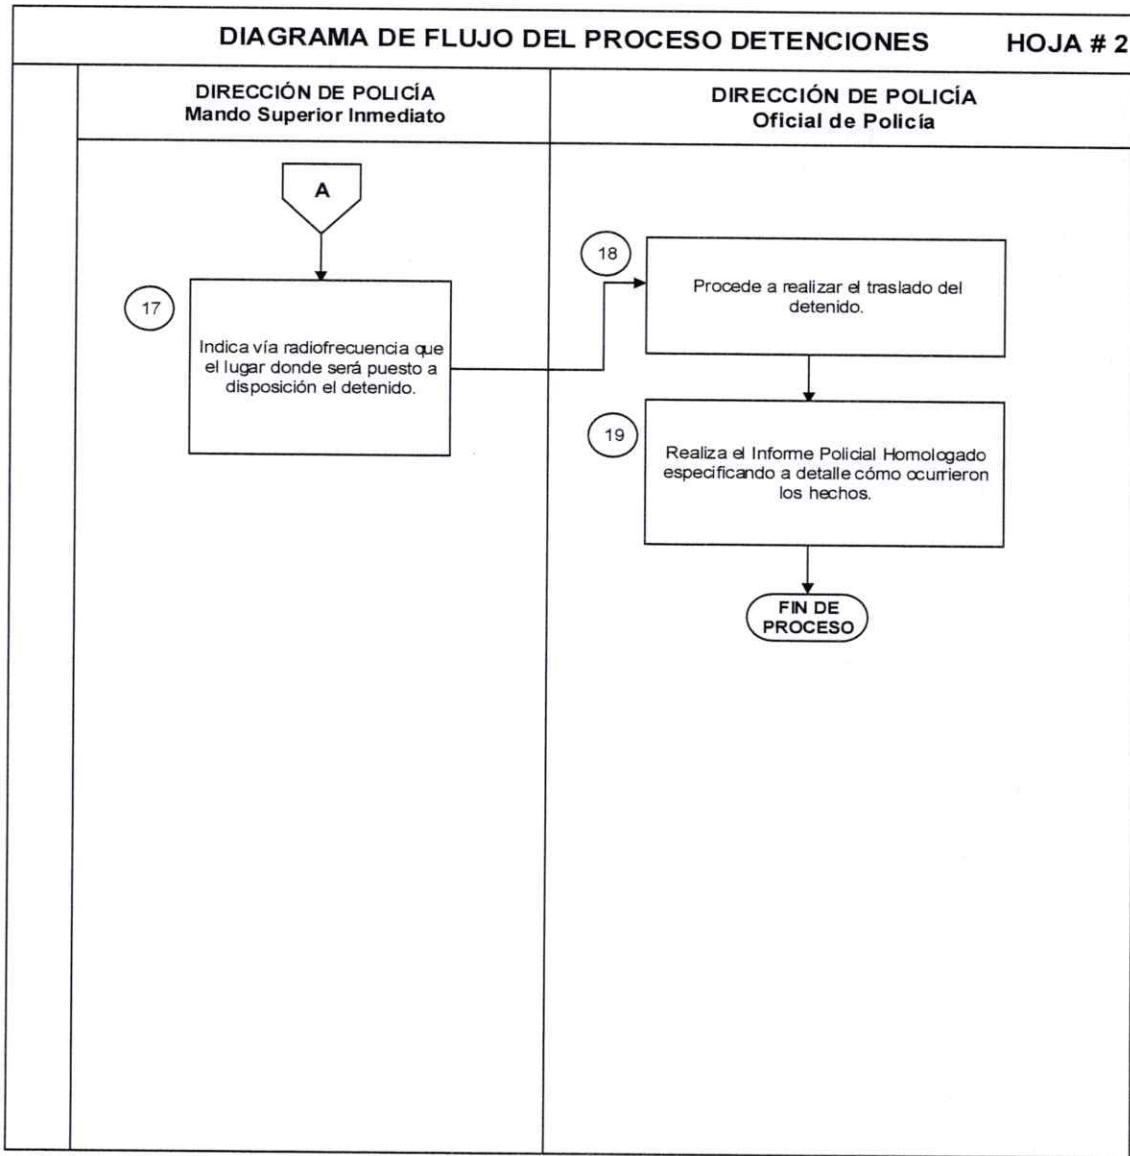 DIAGRAMA DE FLUJO DEL PROCESO DETENCIONES HOJA # 2
DIRECCIÓN DE POLICÍA
Mando Superior Inmediato
DIRECCIÓN DE POLICÍA
Oficial de Policía
A
17
Indica vía radiofrecuencia que
el lugar donde será puesto a
disposición el detenido.
18
Procede a realizar el traslado del
detenido.
19
Realiza el Informe Policial Homologado
especificando a detalle cómo ocurrieron
los hechos.
FIN DE
PROCESO